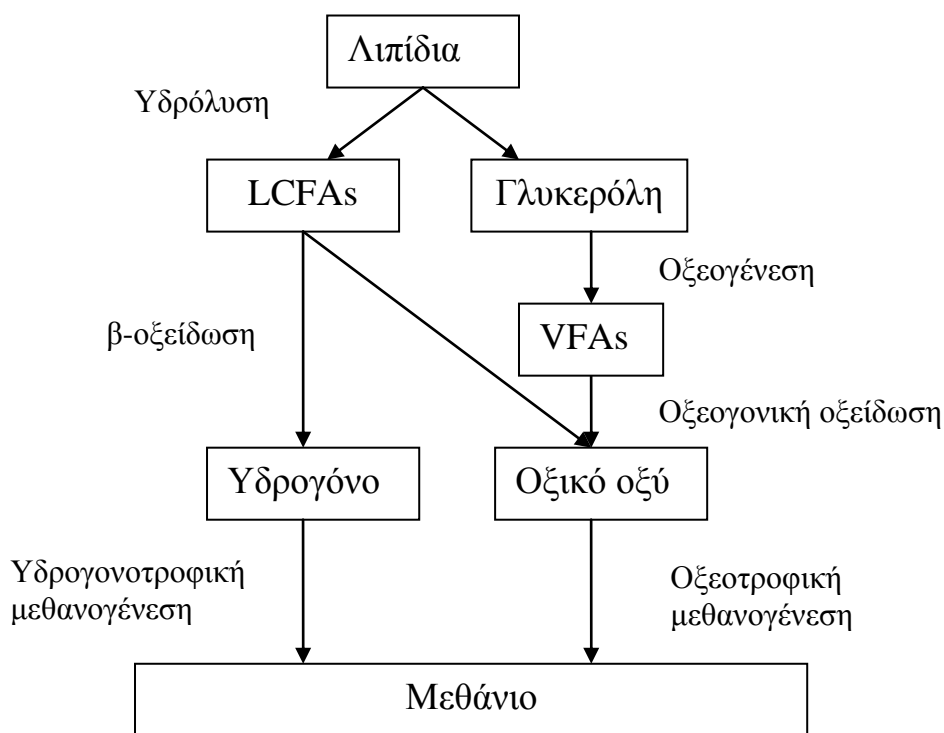 Λιπίδια
Υδρόλυση
LCFAs
Γλυκερόλη
Οξεογένεση
β-οξείδωση
VFAs
Οξεογονική οξείδωση
Υδρογόνο
Οξικό οξύ
Υδρογονοτροφική
μεθανογένεση
Οξεοτροφική
μεθανογένεση
Μεθάνιο